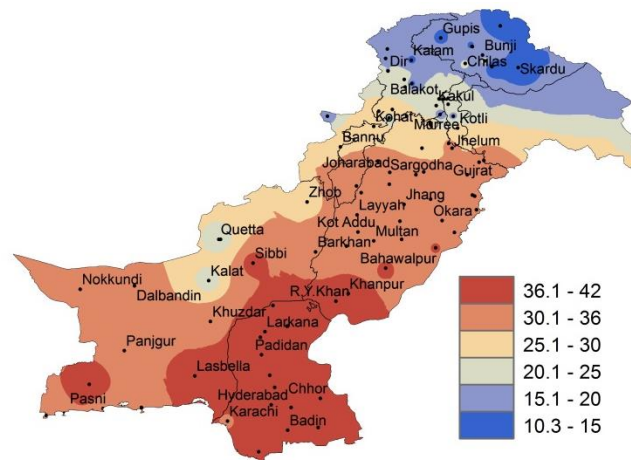 Gupis
Kalam
Bunji
Dir
Chilas
Skardu
Balakot
Kakul
Kohat
Murree
Kotli
Bannu
Jhelum
Joharabad
Sargodha
Gujrat
Zhob
Layyah
Jhang
Okara
Quetta
Kot Addu
Multan
Sibbi
Barkhan
Bahawalpur
Nokkundi
Kalat
Dalbandin
R.Y.Khan
Khanpur
Khuzdar
Larkana
Panjgur
Padidan
Lasbella
Pasni
Hyderabad
Chhor
Karachi
Badin
36.1 - 42
30.1 - 36
25.1 - 30
20.1 - 25
15.1 - 20
10.3 - 15